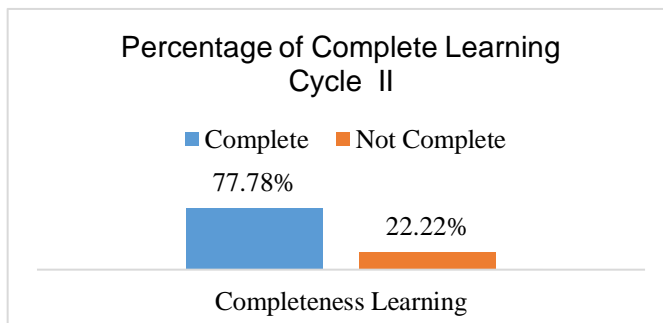 Percentage of Complete Learning
Cycle II
Complete Not Complete
77.78%
22.22%
Completeness Learning